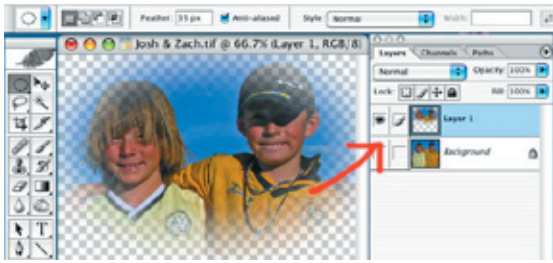 Feather: 35 px Anti-aliased Style: Normal Width:
Josh & Zach.tif @ 66.7% (Layer 1, RGB/8)
Layers Channels Paths
Normal Opacity: 100%
Lock: Fill: 100%
Layer 1
Background
T